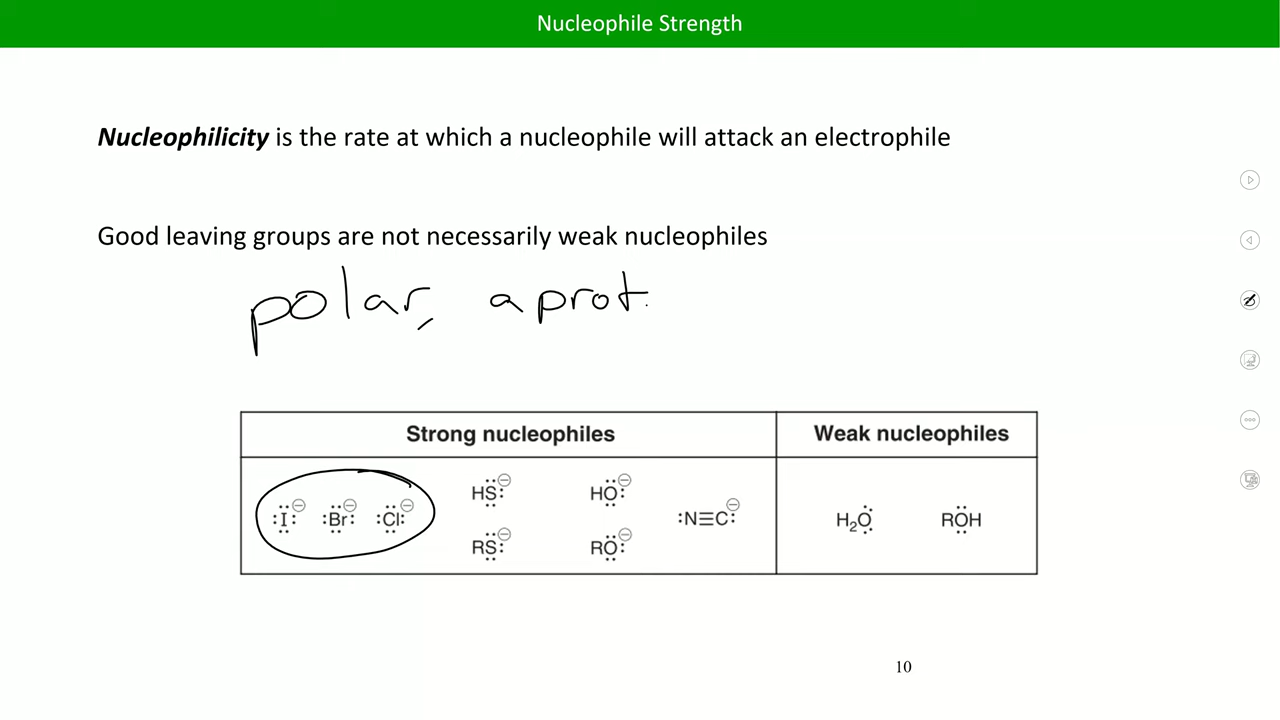 Nucleophile Strength
Nucleophilicity is the rate at which a nucleophile will attack an electrophile
Good leaving groups are not necessarily weak nucleophiles
polar, aprot
Strong nucleophiles Weak nucleophiles
:I:⊖ :Br:⊖ :Cl:⊖ HS:⊖ HO:⊖ :N≡C:⊖ H₂O ROH
RS:⊖ RO:⊖
10